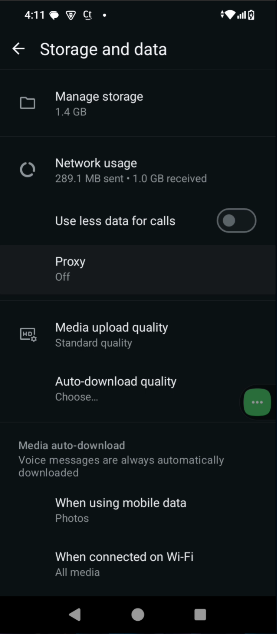 4:11
Storage and data
Manage storage
1.4 GB
Network usage
289.1 MB sent • 1.0 GB received
Use less data for calls
Proxy
Off
HD
Media upload quality
Standard quality
Auto-download quality
Choose...
Media auto-download
Voice messages are always automatically
downloaded
When using mobile data
Photos
When connected on Wi-Fi
All media